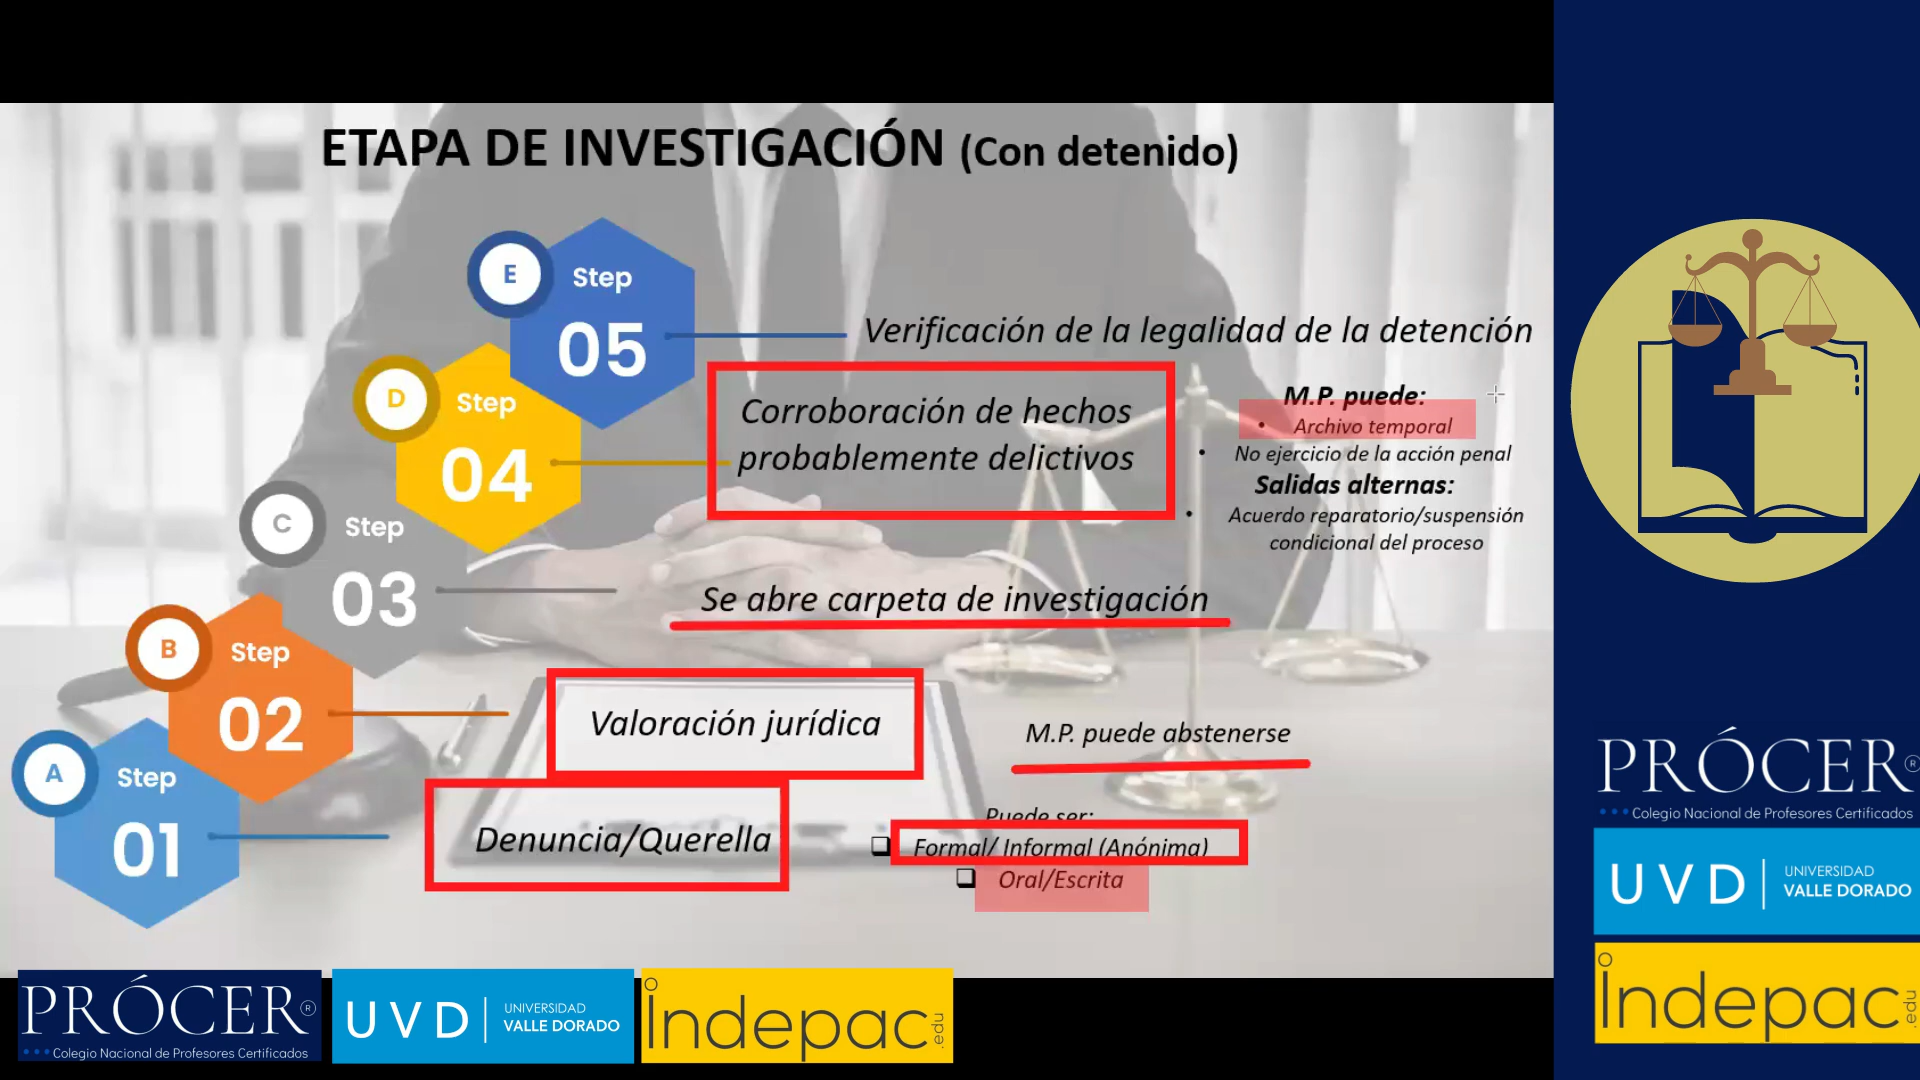 ETAPA DE INVESTIGACIÓN (Con detenido)
E
Step
05
Verificación de la legalidad de la detención
D
Step
04
Corroboración de hechos
probablemente delictivos
M.P. puede:
• Archivo temporal
• No ejercicio de la acción penal
Salidas alternas:
• Acuerdo reparatorio/suspensión
condicional del proceso
C
Step
03
Se abre carpeta de investigación
B
Step
02
Valoración jurídica
M.P. puede abstenerse
A
Step
01
Denuncia/Querella
Puede ser:
❑ Formal/ Informal (Anónima)
❑ Oral/Escrita
PRÓCER®
Colegio Nacional de Profesores Certificados
UVD | UNIVERSIDAD
VALLE DORADO
Indepac.edu
PRÓCER®
Colegio Nacional de Profesores Certificados
UVD | UNIVERSIDAD
VALLE DORADO
Indepac.edu